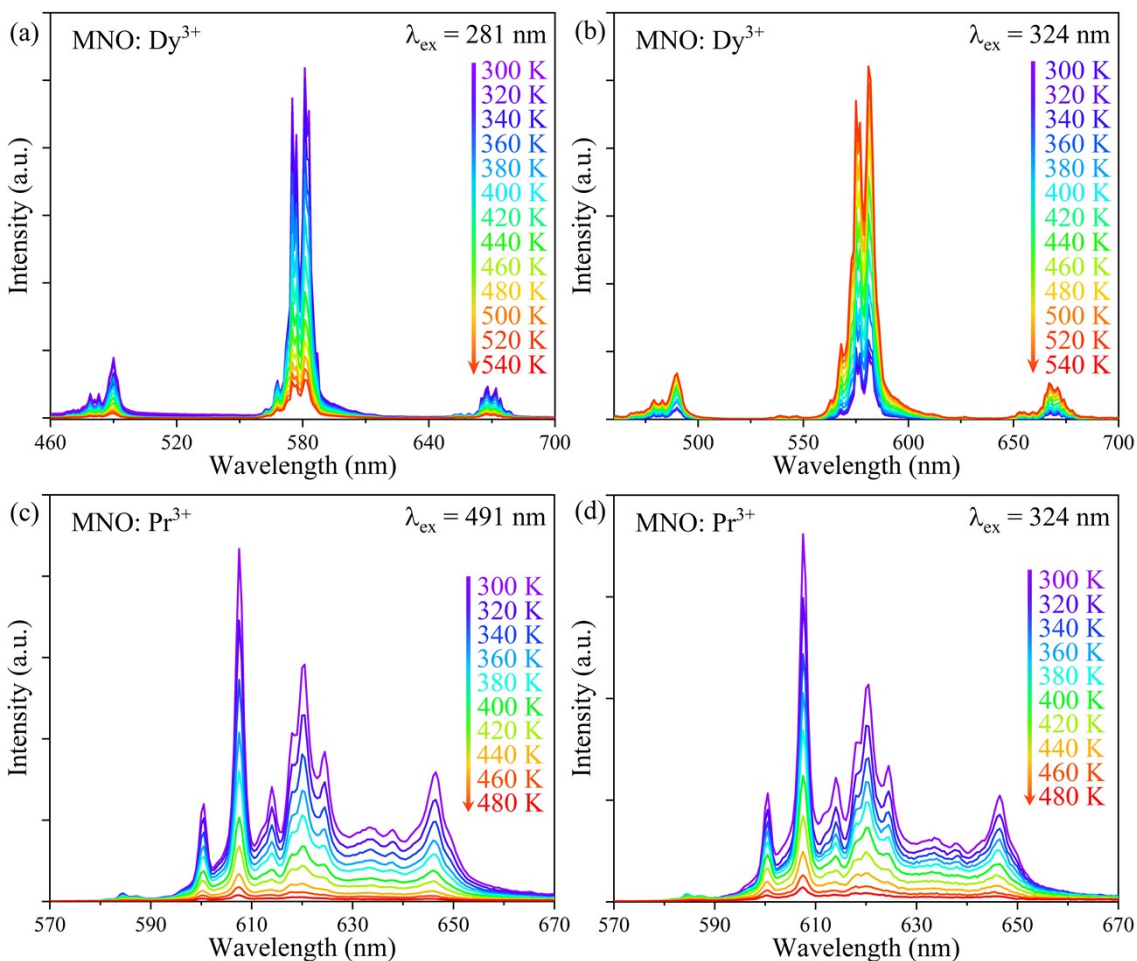 (a) MNO: Dy³⁺ λex = 281 nm
300 K
320 K
340 K
360 K
380 K
400 K
420 K
440 K
460 K
480 K
500 K
520 K
540 K
Intensity (a.u.)
460 520 580 640 700
Wavelength (nm)
(b) MNO: Dy³⁺ λex = 324 nm
300 K
320 K
340 K
360 K
380 K
400 K
420 K
440 K
460 K
480 K
500 K
520 K
540 K
Intensity (a.u.)
500 550 600 650 700
Wavelength (nm)
(c) MNO: Pr³⁺ λex = 491 nm
300 K
320 K
340 K
360 K
380 K
400 K
420 K
440 K
460 K
480 K
Intensity (a.u.)
570 590 610 630 650 670
Wavelength (nm)
(d) MNO: Pr³⁺ λex = 324 nm
300 K
320 K
340 K
360 K
380 K
400 K
420 K
440 K
460 K
480 K
Intensity (a.u.)
570 590 610 630 650 670
Wavelength (nm)